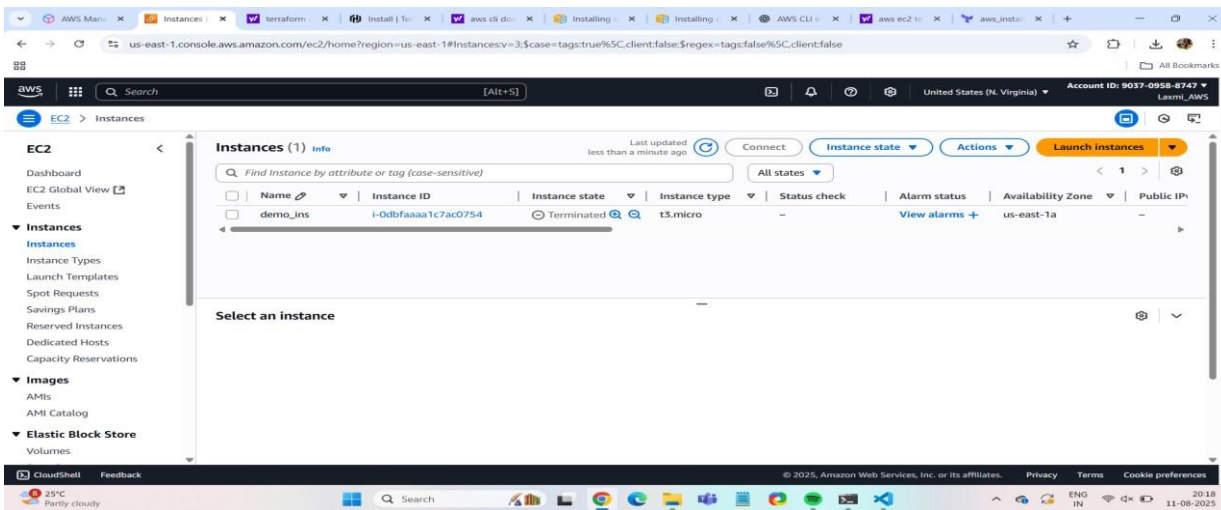 AWS Man
Instances
terraform
Install | Te
aws cli do
Installing
Installing
AWS CLI
aws ec2 te
aws_insta
us-east-1.console.aws.amazon.com/ec2/home?region=us-east-1#Instances:v=3;$case=tags:true%5C,client:false;$regex=tags:false%5C,client:false
All Bookmarks
aws
Search
[Alt+S]
United States (N. Virginia)
Account ID: 9037-0958-8747
Laxmi_AWS
EC2 > Instances
EC2
Dashboard
EC2 Global View
Events
Instances
Instances
Instance Types
Launch Templates
Spot Requests
Savings Plans
Reserved Instances
Dedicated Hosts
Capacity Reservations
Images
AMIs
AMI Catalog
Elastic Block Store
Volumes
Instances (1) Info
Last updated
less than a minute ago
Connect
Instance state
Actions
Launch instances
Find Instance by attribute or tag (case-sensitive)
All states
1
Name Instance ID Instance state Instance type Status check Alarm status Availability Zone Public IPv
demo_ins i-0dbfaaaa1c7ac0754 Terminated t3.micro – View alarms + us-east-1a –
Select an instance
CloudShell Feedback © 2025, Amazon Web Services, Inc. or its affiliates. Privacy Terms Cookie preferences
25°C
Partly cloudy
Search
ENG
IN
20:18
11-08-2025